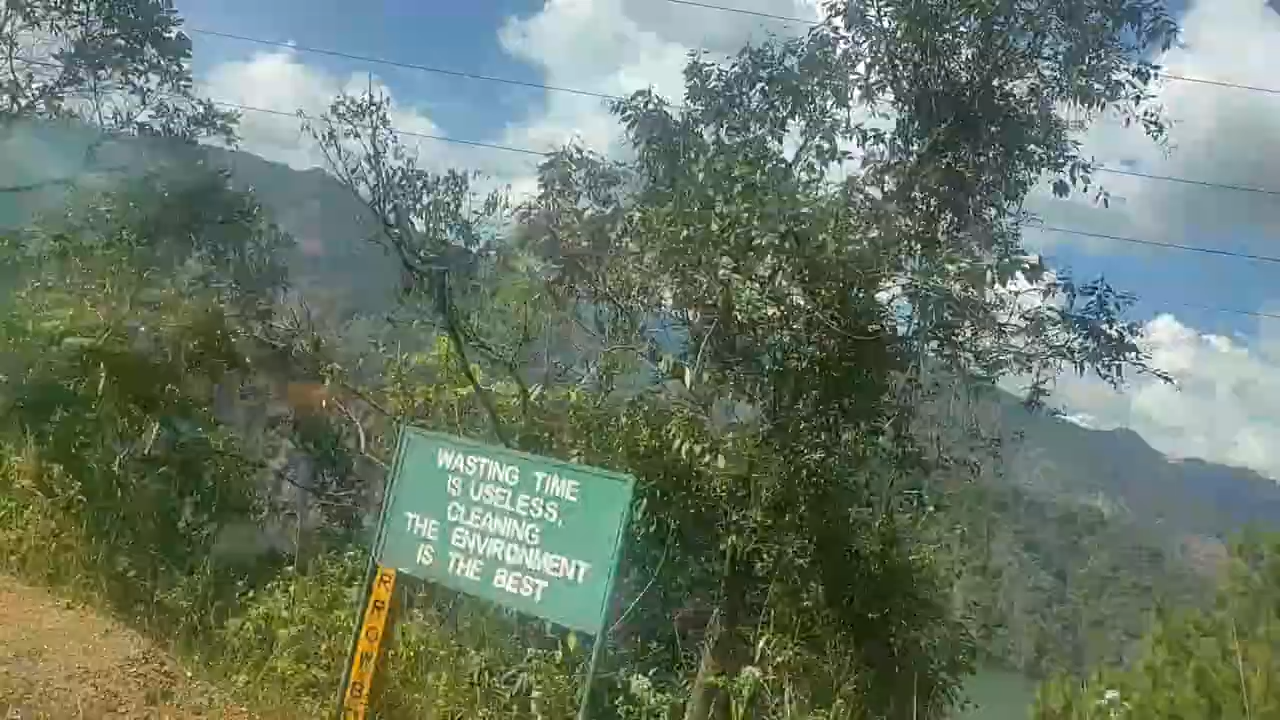 WASTING TIME
IS USELESS,
CLEANING
THE ENVIRONMENT
IS THE BEST